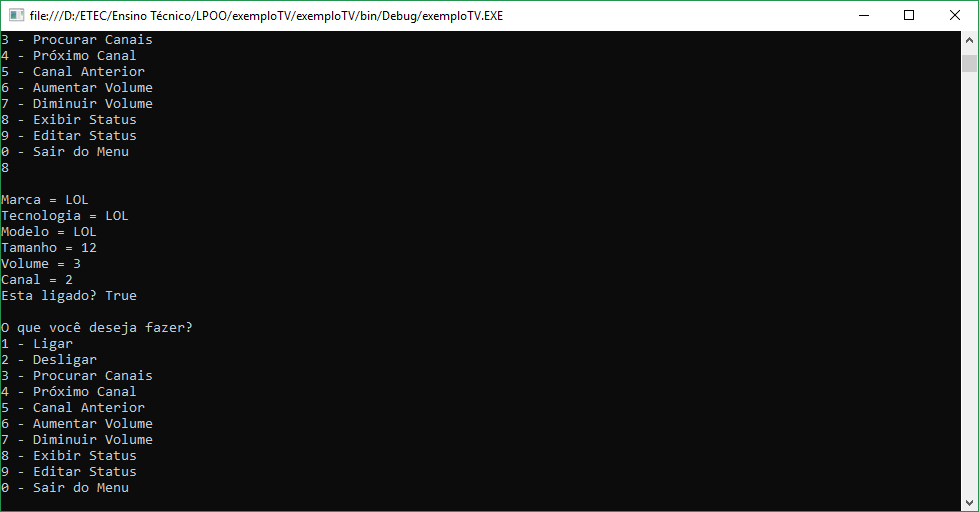 file:///D:/ETEC/Ensino Técnico/LPOO/exemploTV/exemploTV/bin/Debug/exemploTV.EXE
3 - Procurar Canais
4 - Próximo Canal
5 - Canal Anterior
6 - Aumentar Volume
7 - Diminuir Volume
8 - Exibir Status
9 - Editar Status
0 - Sair do Menu
8
Marca = LOL
Tecnologia = LOL
Modelo = LOL
Tamanho = 12
Volume = 3
Canal = 2
Esta ligado? True
O que você deseja fazer?
1 - Ligar
2 - Desligar
3 - Procurar Canais
4 - Próximo Canal
5 - Canal Anterior
6 - Aumentar Volume
7 - Diminuir Volume
8 - Exibir Status
9 - Editar Status
0 - Sair do Menu